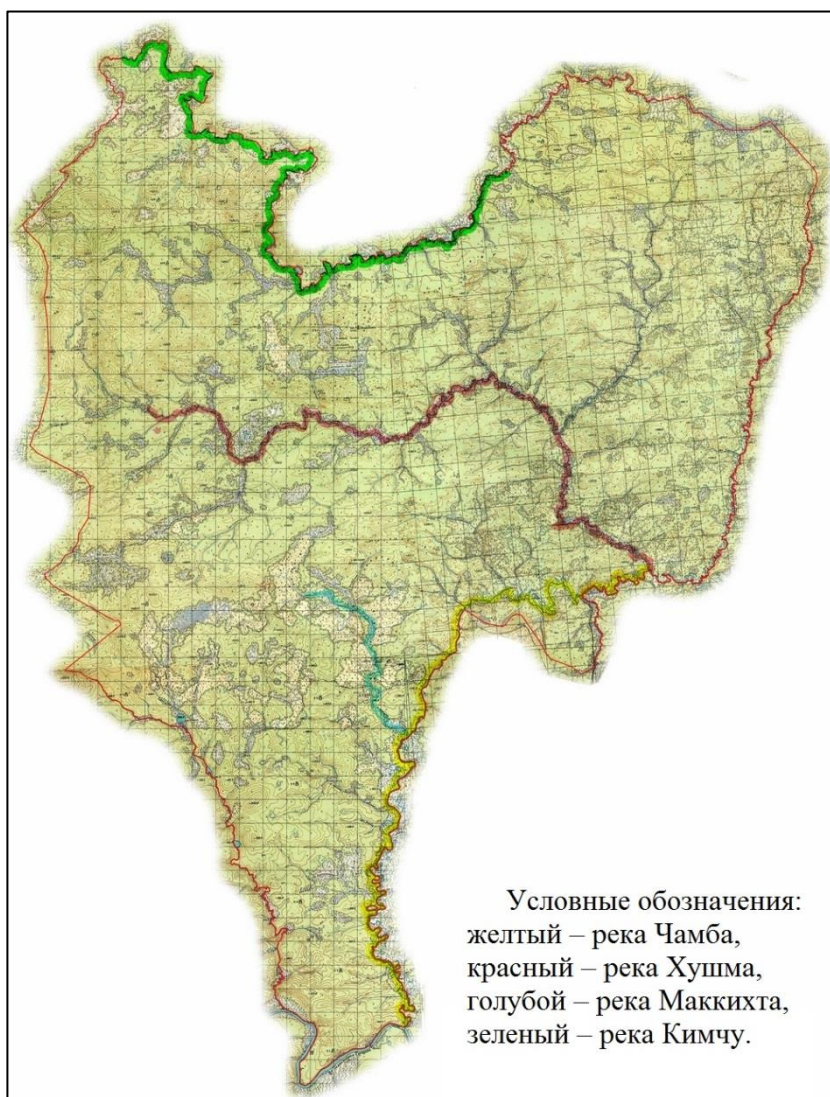 Условные обозначения:
желтый – река Чамба,
красный – река Хушма,
голубой – река Маккихта,
зеленый – река Кимчу.